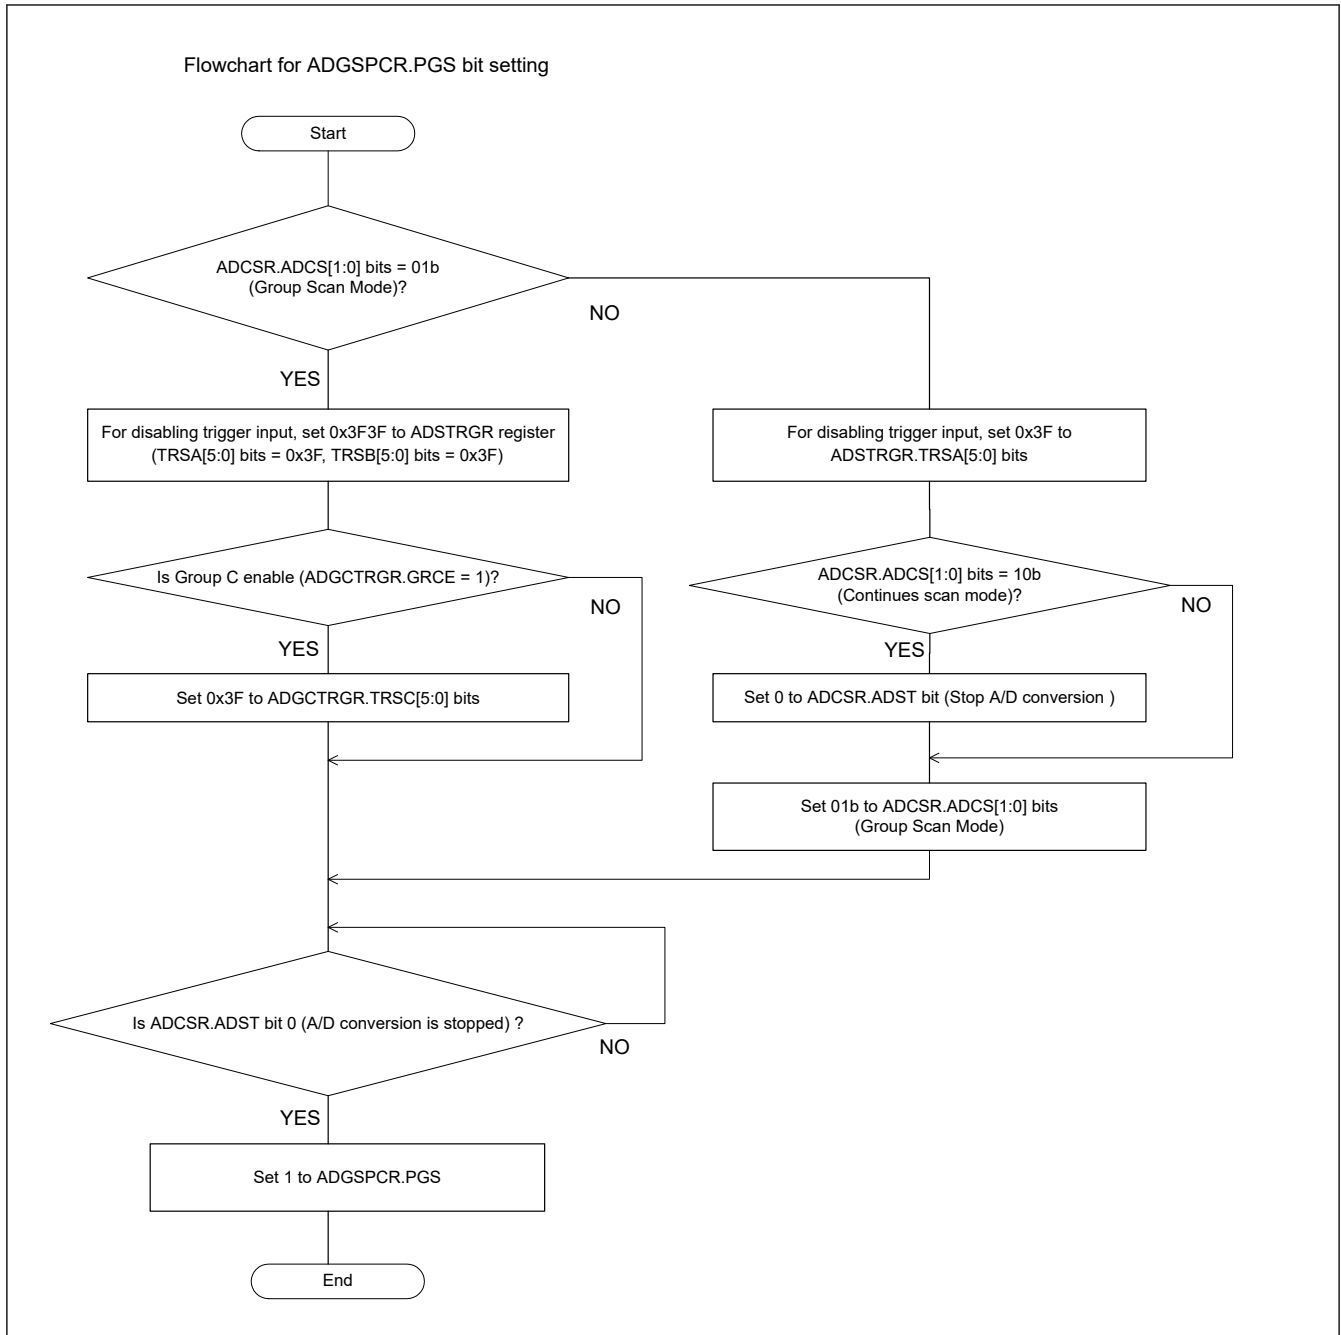 Flowchart for ADGSPCR.PGS bit setting
Start
ADCSR.ADCS[1:0] bits = 01b
(Group Scan Mode)?
NO
YES
For disabling trigger input, set 0x3F3F to ADSTRGR register
(TRSA[5:0] bits = 0x3F, TRSB[5:0] bits = 0x3F)
For disabling trigger input, set 0x3F to
ADSTRGR.TRSA[5:0] bits
Is Group C enable (ADGCTRGR.GRCE = 1)?
NO
YES
Set 0x3F to ADGCTRGR.TRSC[5:0] bits
ADCSR.ADCS[1:0] bits = 10b
(Continues scan mode)?
NO
YES
Set 0 to ADCSR.ADST bit (Stop A/D conversion )
Set 01b to ADCSR.ADCS[1:0] bits
(Group Scan Mode)
Is ADCSR.ADST bit 0 (A/D conversion is stopped) ?
NO
YES
Set 1 to ADGSPCR.PGS
End